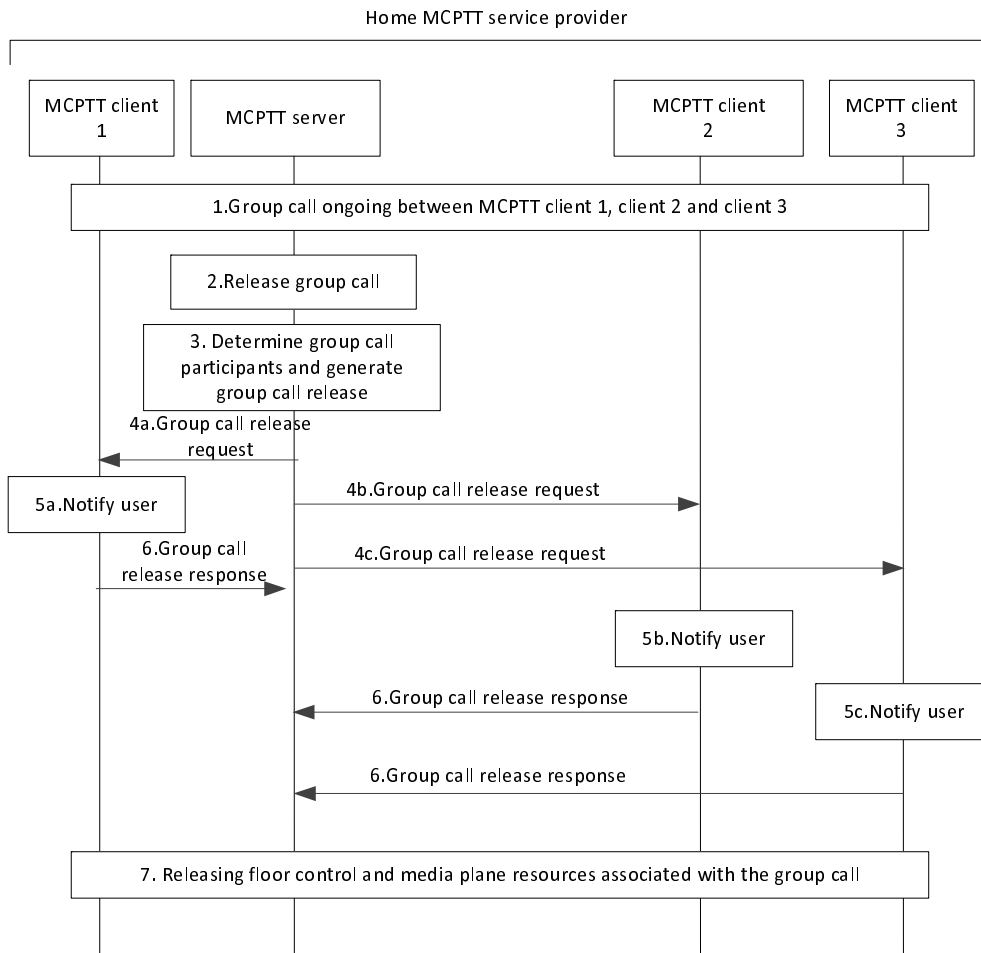 Home MCPTT service provider
MCPTT client
1
MCPTT server
MCPTT client
2
MCPTT client
3
1.Group call ongoing between MCPTT client 1, client 2 and client 3
2.Release group call
3. Determine group call
participants and generate
group call release
4a.Group call release
request
5a.Notify user
4b.Group call release request
6.Group call
release response
4c.Group call release request
5b.Notify user
6.Group call release response
5c.Notify user
6.Group call release response
7. Releasing floor control and media plane resources associated with the group call